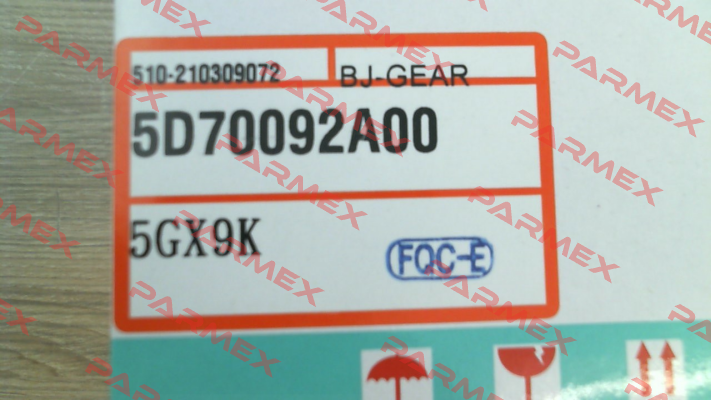 510-210309072 BJ-GEAR
5D70092A00
5GX9K
FQC-E
PARMEX